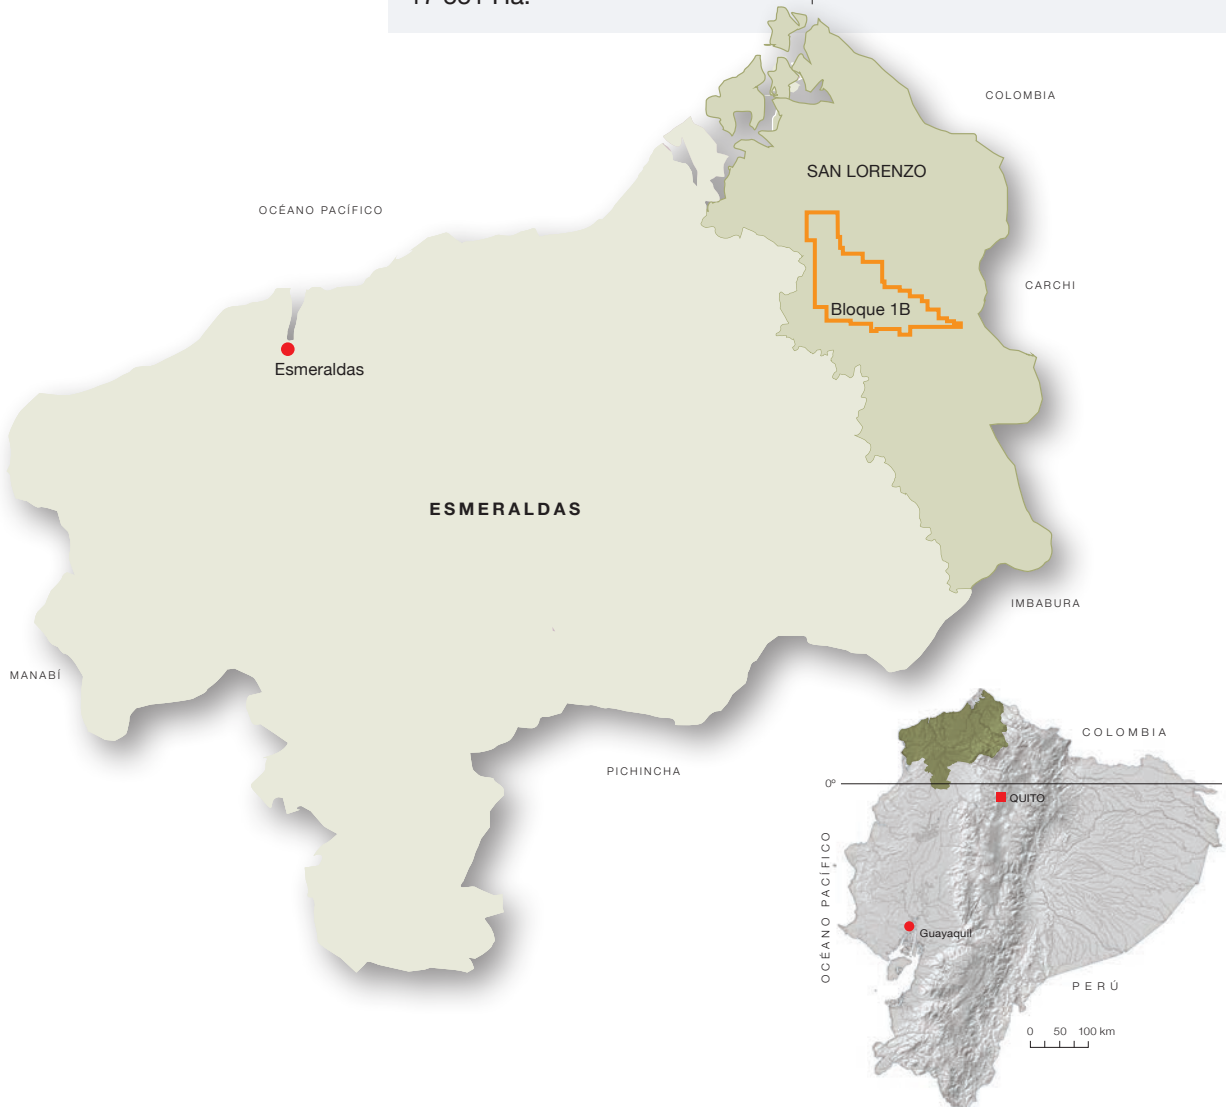 COLOMBIA
SAN LORENZO
OCÉANO PACÍFICO
CARCHI
Bloque 1B
Esmeraldas
ESMERALDAS
IMBABURA
MANABÍ
PICHINCHA
COLOMBIA
0º
QUITO
OCÉANO PACÍFICO
Guayaquil
PERÚ
0 50 100 km